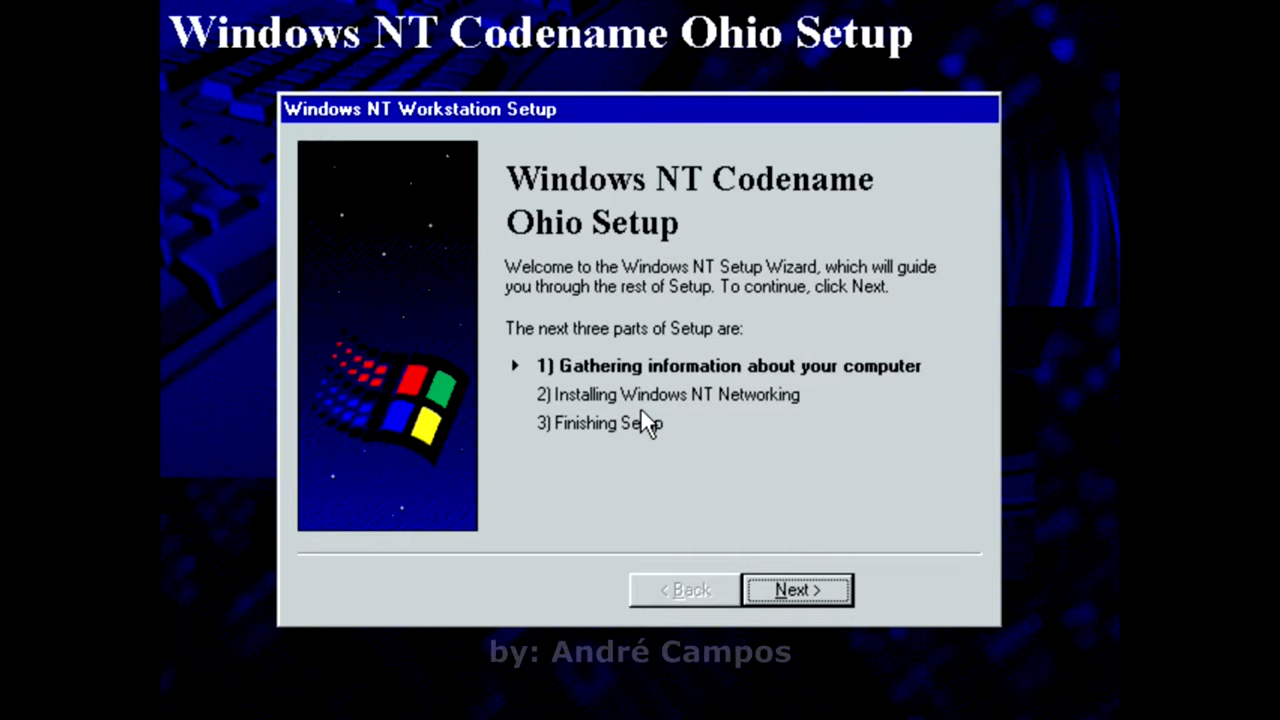 Windows NT Codename Ohio Setup
Windows NT Workstation Setup
Windows NT Codename
Ohio Setup
Welcome to the Windows NT Setup Wizard, which will guide
you through the rest of Setup. To continue, click Next.
The next three parts of Setup are:
1) Gathering information about your computer
2) Installing Windows NT Networking
3) Finishing Setup
< Back
Next >
by: André Campos